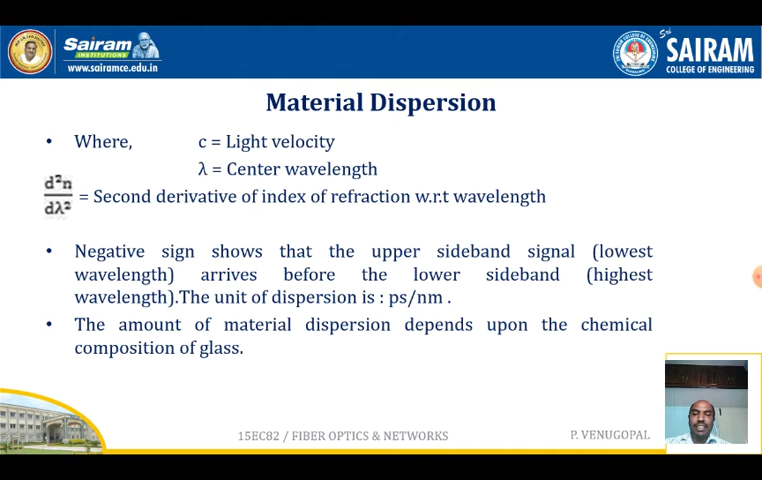 Sairam
INSTITUTIONS
www.sairamce.edu.in
Sri
SAIRAM
COLLEGE OF ENGINEERING
Material Dispersion
• Where, c = Light velocity
λ = Center wavelength
d²n
dλ²
= Second derivative of index of refraction w.r.t wavelength
• Negative sign shows that the upper sideband signal (lowest
wavelength) arrives before the lower sideband (highest
wavelength).The unit of dispersion is : ps/nm .
• The amount of material dispersion depends upon the chemical
composition of glass.
15EC82 / FIBER OPTICS & NETWORKS
P. VENUGOPAL